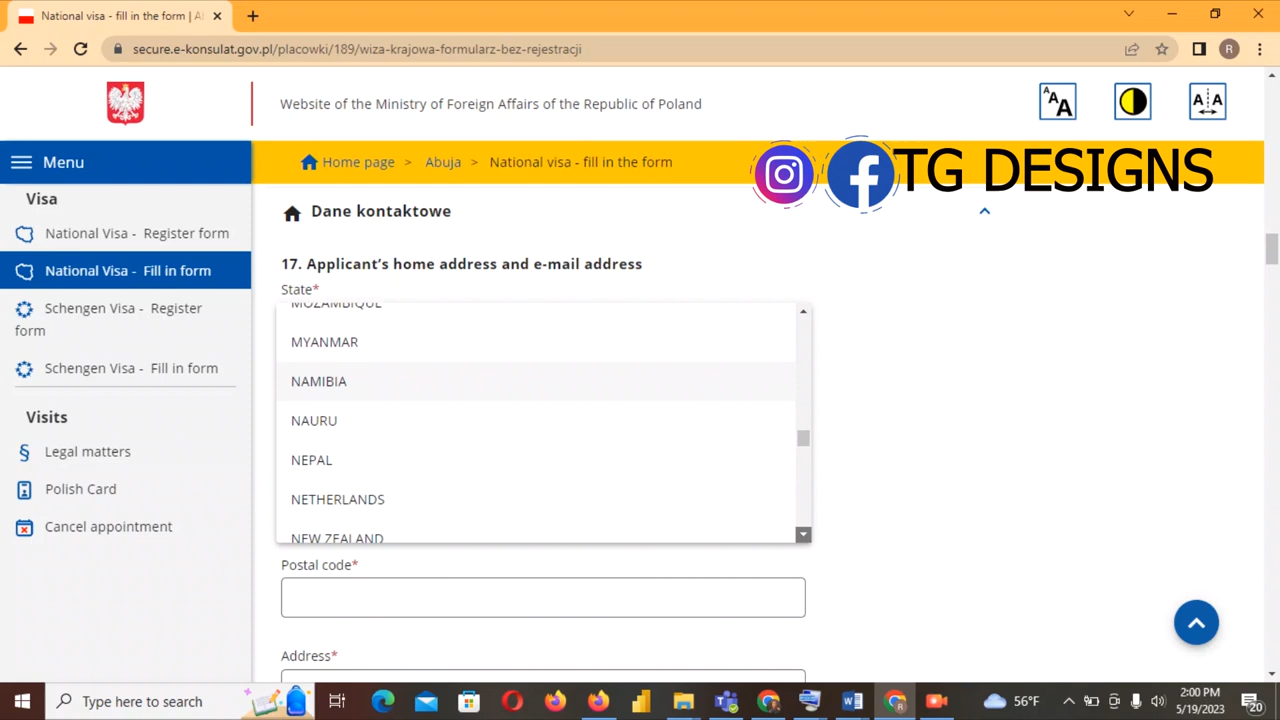 National visa - fill in the form | Al
secure.e-konsulat.gov.pl/placowki/189/wiza-krajowa-formularz-bez-rejestracji
R
Website of the Ministry of Foreign Affairs of the Republic of Poland
A A A
A A
Menu
Home page > Abuja > National visa - fill in the form
TG DESIGNS
Visa
National Visa - Register form
National Visa - Fill in form
Schengen Visa - Register
form
Schengen Visa - Fill in form
Visits
§ Legal matters
Polish Card
Cancel appointment
Dane kontaktowe
17. Applicant's home address and e-mail address
State*
MOZAMBIQUE
MYANMAR
NAMIBIA
NAURU
NEPAL
NETHERLANDS
NEW ZEALAND
Postal code*
Address*
Type here to search
56°F
2:00 PM
5/19/2023
20